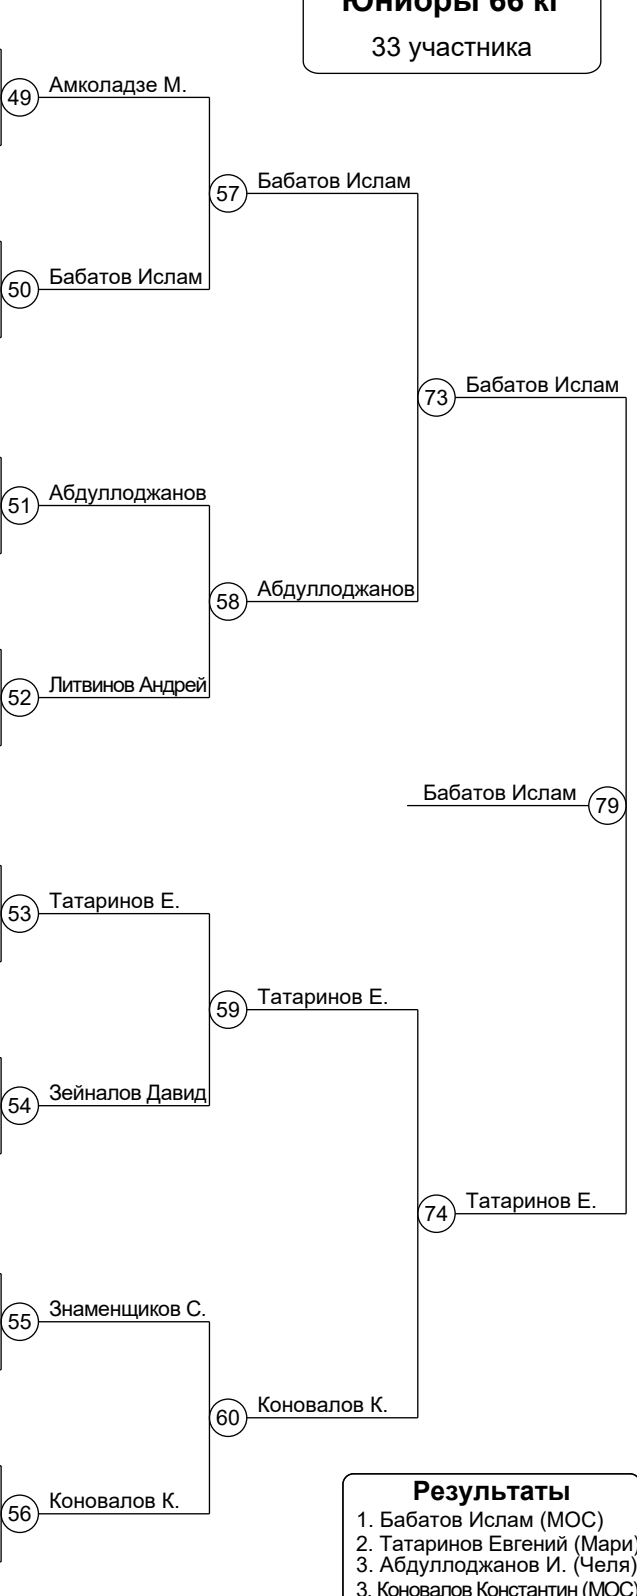 Юниоры 66 кг
33 участника
49 Амколадзе М.
57 Бабатов Ислам
50 Бабатов Ислам
73 Бабатов Ислам
51 Абдуллоджанов
58 Абдуллоджанов
52 Литвинов Андрей
Бабатов Ислам 79
53 Татаринов Е.
59 Татаринов Е.
54 Зейналов Давид
74 Татаринов Е.
55 Знаменщиков С.
60 Коновалов К.
56 Коновалов К.
Результаты
1. Бабатов Ислам (МОС)
2. Татаринов Евгений (Мари)
3. Абдуллоджанов И. (Челя)
3. Коновалов Константин (МОС)